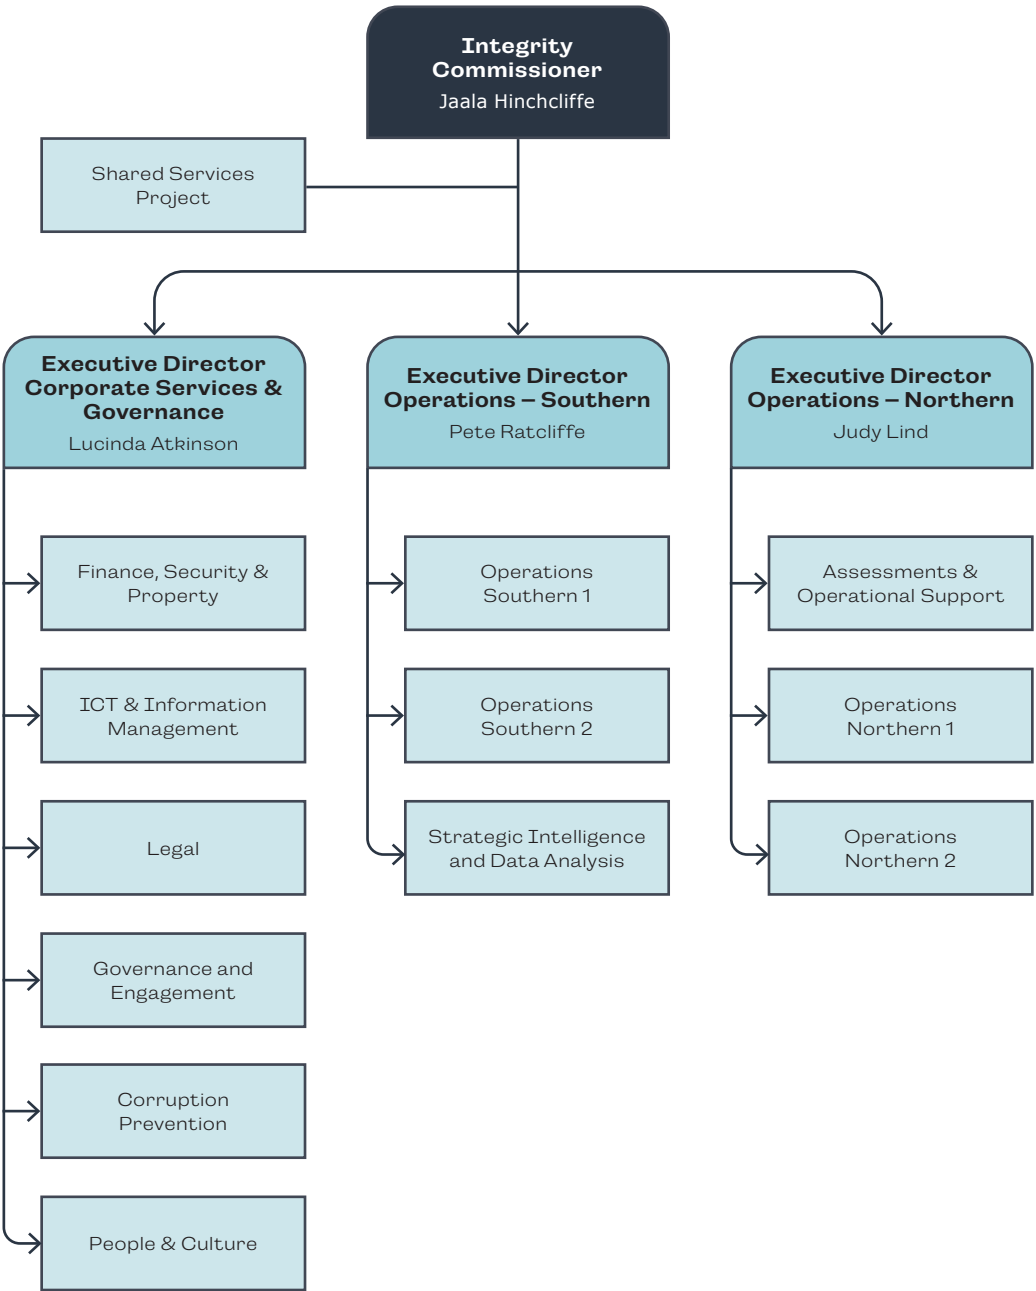 Integrity
Commissioner
Jaala Hinchcliffe
Shared Services
Project
Executive Director
Corporate Services &
Governance
Lucinda Atkinson
Executive Director
Operations – Southern
Pete Ratcliffe
Executive Director
Operations – Northern
Judy Lind
Finance, Security &
Property
ICT & Information
Management
Legal
Governance and
Engagement
Corruption
Prevention
People & Culture
Operations
Southern 1
Operations
Southern 2
Strategic Intelligence
and Data Analysis
Assessments &
Operational Support
Operations
Northern 1
Operations
Northern 2